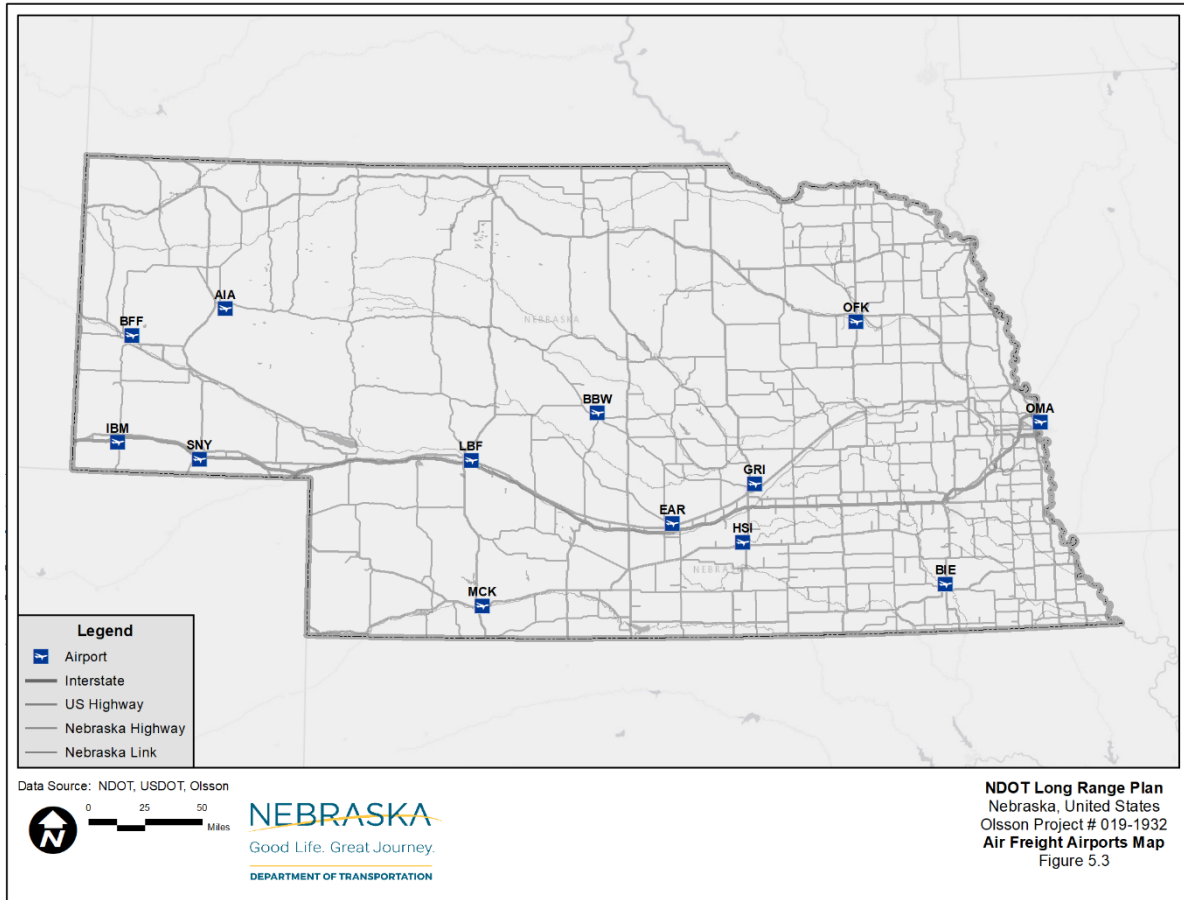 AIA
BFF
OFK
NEBRASKA
BBW
OMA
IBM
SNY
LBF
GRI
EAR
HSI
NEBRASKA
BIE
MCK
Legend
Airport
Interstate
US Highway
Nebraska Highway
Nebraska Link
Data Source: NDOT, USDOT, Olsson
N
0 25 50
Miles
NEBRASKA
Good Life. Great Journey.
DEPARTMENT OF TRANSPORTATION
NDOT Long Range Plan
Nebraska, United States
Olsson Project # 019-1932
Air Freight Airports Map
Figure 5.3